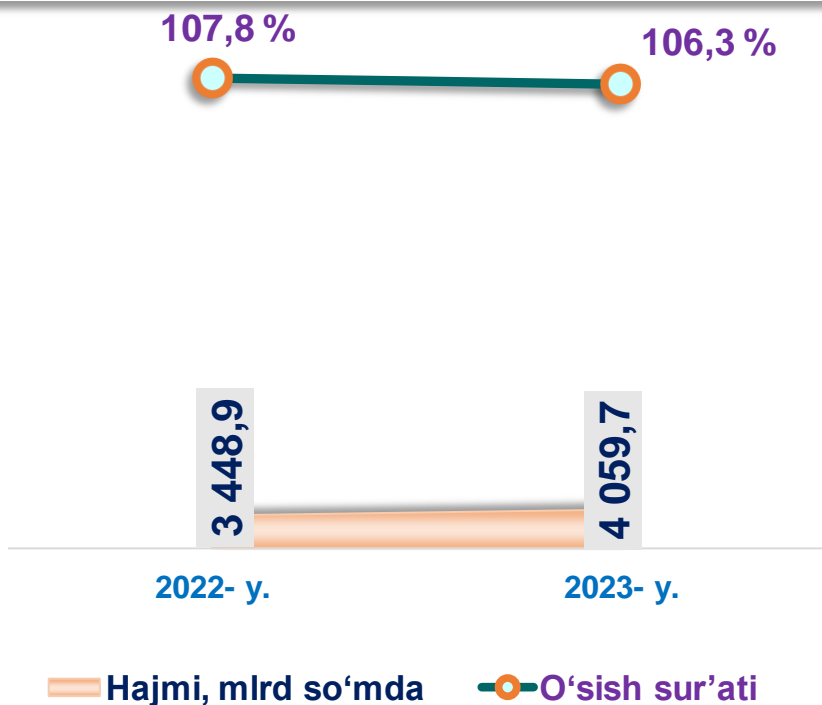 107,8 %
106,3 %
3 448,9
4 059,7
2022- y.
2023- y.
Hajmi, mlrd so‘mda
O‘sish sur’ati